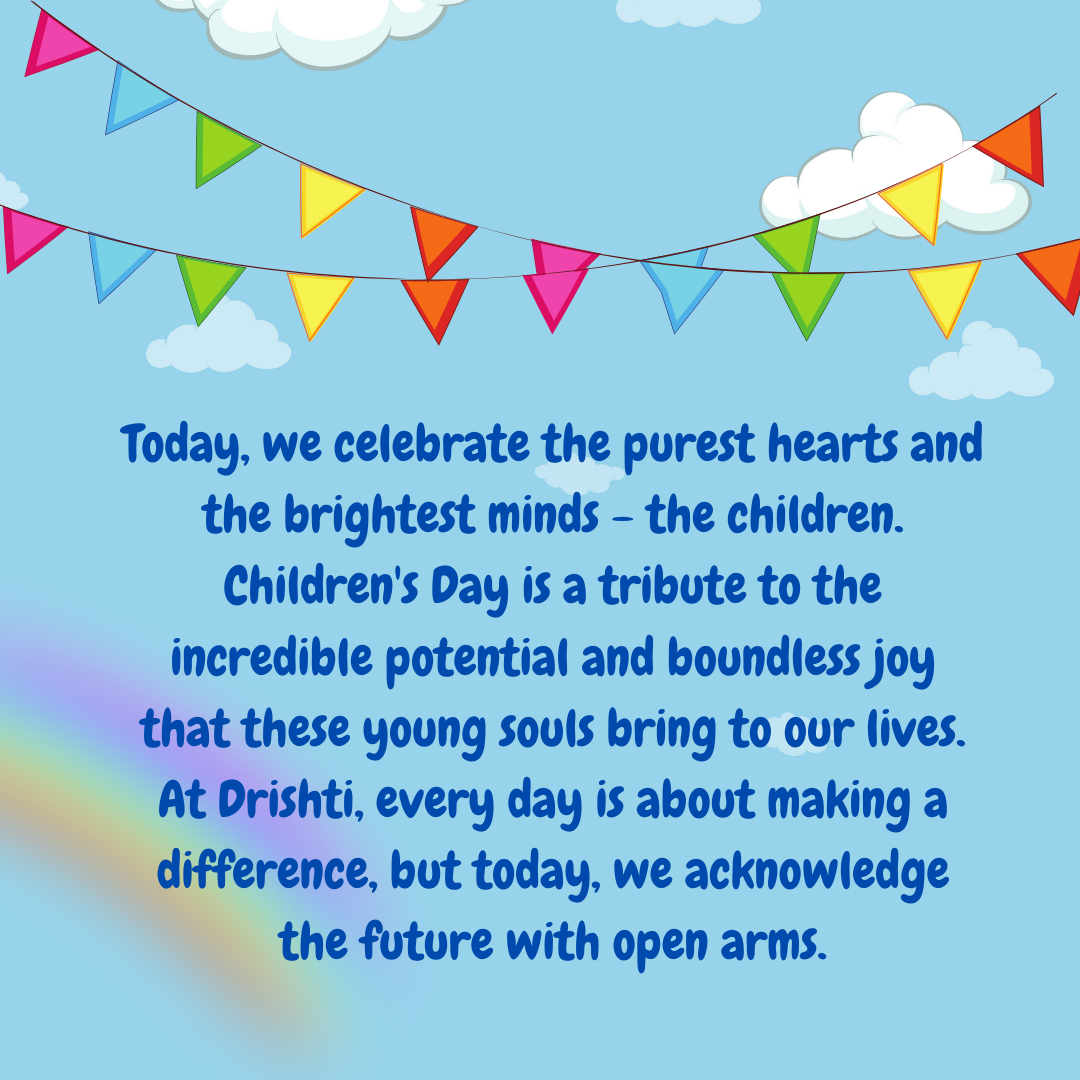 Today, we celebrate the purest hearts and
the brightest minds – the children.
Children's Day is a tribute to the
incredible potential and boundless joy
that these young souls bring to our lives.
At Drishti, every day is about making a
difference, but today, we acknowledge
the future with open arms.